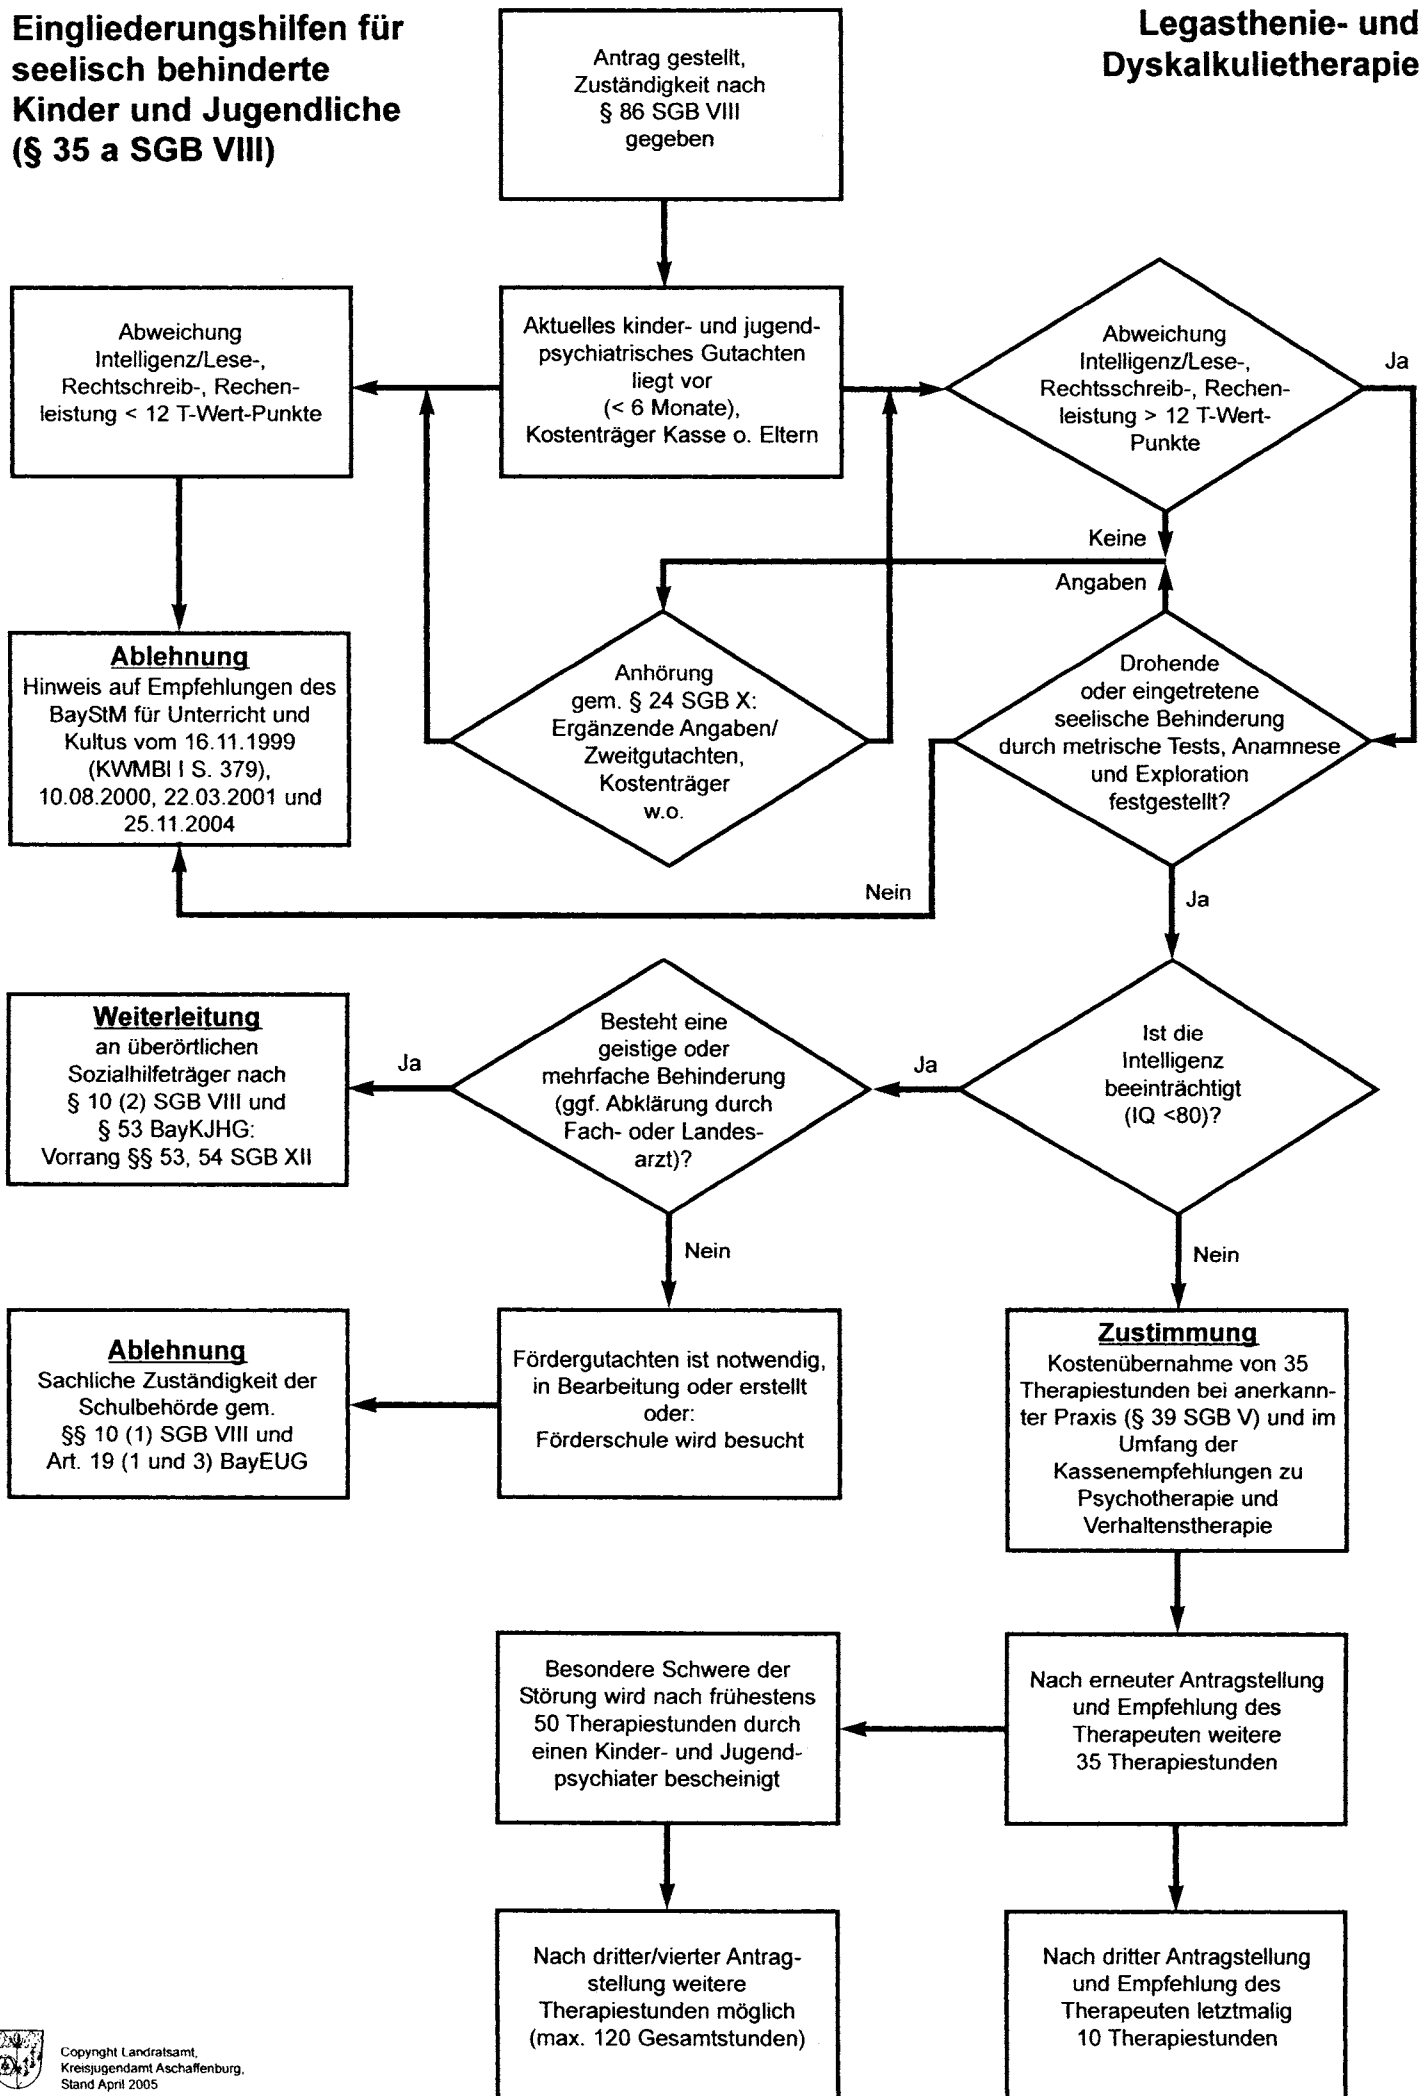 Eingliederungshilfen für
seelisch behinderte
Kinder und Jugendliche
(§ 35 a SGB VIII)
Legasthenie- und
Dyskalkulietherapie
Antrag gestellt,
Zuständigkeit nach
§ 86 SGB VIII
gegeben
Abweichung
Intelligenz/Lese-,
Rechtschreib-, Rechen-
leistung < 12 T-Wert-Punkte
Aktuelles kinder- und jugend-
psychiatrisches Gutachten
liegt vor
(< 6 Monate),
Kostenträger Kasse o. Eltern
Abweichung
Intelligenz/Lese-,
Rechtsschreib-, Rechen-
leistung > 12 T-Wert-
Punkte
Ja
Keine
Angaben
Ablehnung
Hinweis auf Empfehlungen des
BayStM für Unterricht und
Kultus vom 16.11.1999
(KWMBl I S. 379),
10.08.2000, 22.03.2001 und
25.11.2004
Anhörung
gem. § 24 SGB X:
Ergänzende Angaben/
Zweitgutachten,
Kostenträger
w.o.
Drohende
oder eingetretene
seelische Behinderung
durch metrische Tests, Anamnese
und Exploration
festgestellt?
Nein
Ja
Weiterleitung
an überörtlichen
Sozialhilfeträger nach
§ 10 (2) SGB VIII und
§ 53 BayKJHG:
Vorrang §§ 53, 54 SGB XII
Ja
Besteht eine
geistige oder
mehrfache Behinderung
(ggf. Abklärung durch
Fach- oder Landes-
arzt)?
Ja
Ist die
Intelligenz
beeinträchtigt
(IQ <80)?
Nein
Nein
Ablehnung
Sachliche Zuständigkeit der
Schulbehörde gem.
§§ 10 (1) SGB VIII und
Art. 19 (1 und 3) BayEUG
Fördergutachten ist notwendig,
in Bearbeitung oder erstellt
oder:
Förderschule wird besucht
Zustimmung
Kostenübernahme von 35
Therapiestunden bei anerkann-
ter Praxis (§ 39 SGB V) und im
Umfang der
Kassenempfehlungen zu
Psychotherapie und
Verhaltenstherapie
Besondere Schwere der
Störung wird nach frühestens
50 Therapiestunden durch
einen Kinder- und Jugend-
psychiater bescheinigt
Nach erneuter Antragstellung
und Empfehlung des
Therapeuten weitere
35 Therapiestunden
Nach dritter/vierter Antrag-
stellung weitere
Therapiestunden möglich
(max. 120 Gesamtstunden)
Nach dritter Antragstellung
und Empfehlung des
Therapeuten letztmalig
10 Therapiestunden
Copyright Landratsamt,
Kreisjugendamt Aschaffenburg,
Stand April 2005